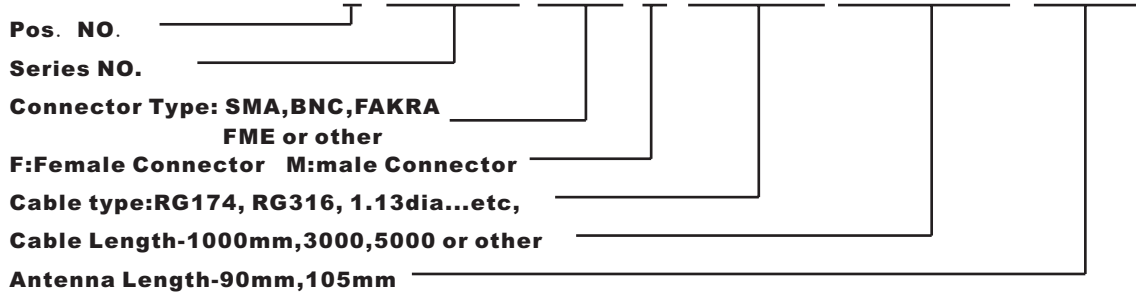 Pos. NO.
Series NO.
Connector Type: SMA,BNC,FAKRA
FME or other
F:Female Connector M:male Connector
Cable type:RG174, RG316, 1.13dia...etc,
Cable Length-1000mm,3000,5000 or other
Antenna Length-90mm,105mm